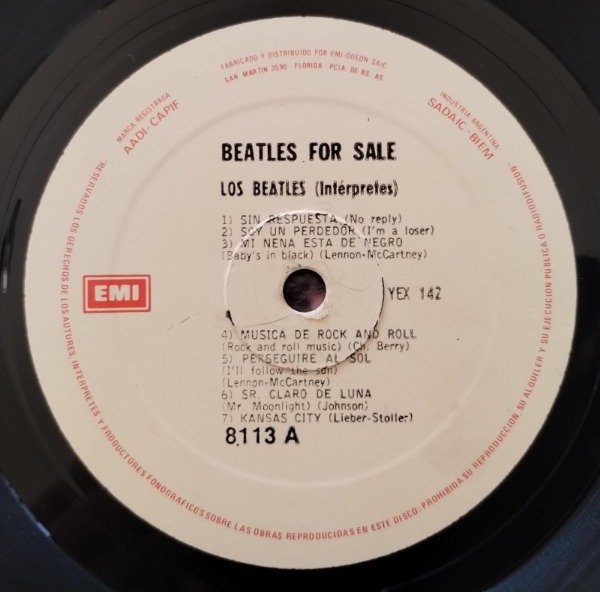 FABRICADO Y DISTRIBUIDO POR EMI-ODEON SAIC
SAN MARTIN 3590 - FLORIDA - PCIA. DE BS. AS
MARCA REGISTRADA
AADI-CAPIF
INDUSTRIA ARGENTINA
SADAIC-BIEM
BEATLES FOR SALE
LOS BEATLES (Intérpretes)
1) SIN RESPUESTA (No reply)
2) SOY UN PERDEDOR (I'm a loser)
3) MI NENA ESTA DE NEGRO
(Baby's in black) (Lennon-McCartney)
EMI
YEX 142
4) MUSICA DE ROCK AND ROLL
(Rock and roll music) (Ch. Berry)
5) PERSEGUIRE AL SOL
(I'll follow the sun)
(Lennon-McCartney)
6) SR. CLARO DE LUNA
(Mr. Moonlight) (Johnson)
7) KANSAS CITY (Lieber-Stoller)
8113 A
RESERVADOS LOS DERECHOS DE LOS AUTORES, INTERPRETES Y PRODUCTORES FONOGRAFICOS SOBRE LAS OBRAS REPRODUCIDAS EN ESTE DISCO. PROHIBIDA SU REPRODUCCION, SU ALQUILER Y SU EJECUCION PUBLICA O RADIODIFUSION